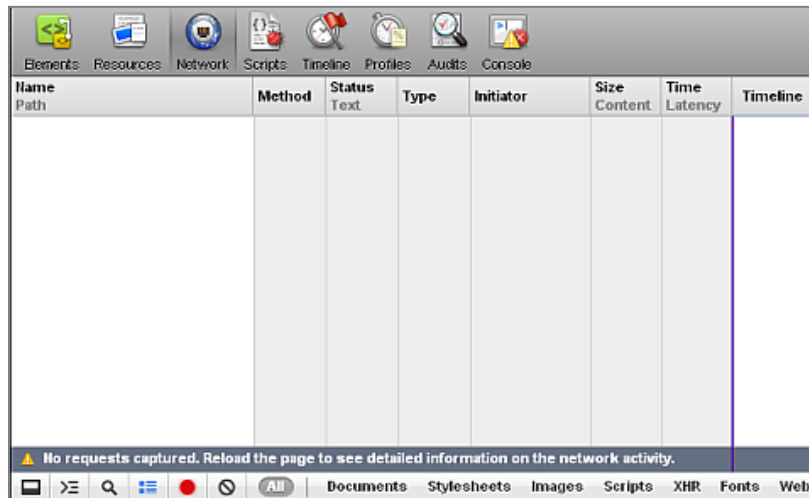 Elements Resources Network Scripts Timeline Profiles Audits Console
Name Method Status Type Initiator Size Time Timeline
Path Text Content Latency
No requests captured. Reload the page to see detailed information on the network activity.
All Documents Stylesheets Images Scripts XHR Fonts Web